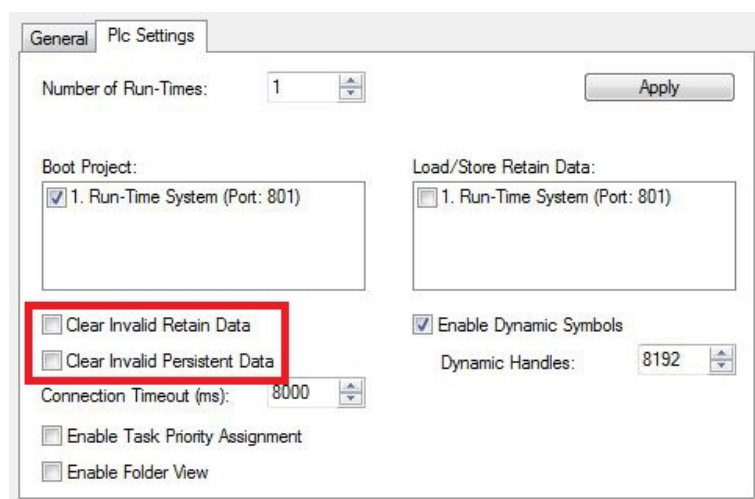 General Plc Settings
Number of Run-Times: 1 Apply
Boot Project: Load/Store Retain Data:
1. Run-Time System (Port: 801) 1. Run-Time System (Port: 801)
Clear Invalid Retain Data Enable Dynamic Symbols
Clear Invalid Persistent Data Dynamic Handles: 8192
Connection Timeout (ms): 8000
Enable Task Priority Assignment
Enable Folder View